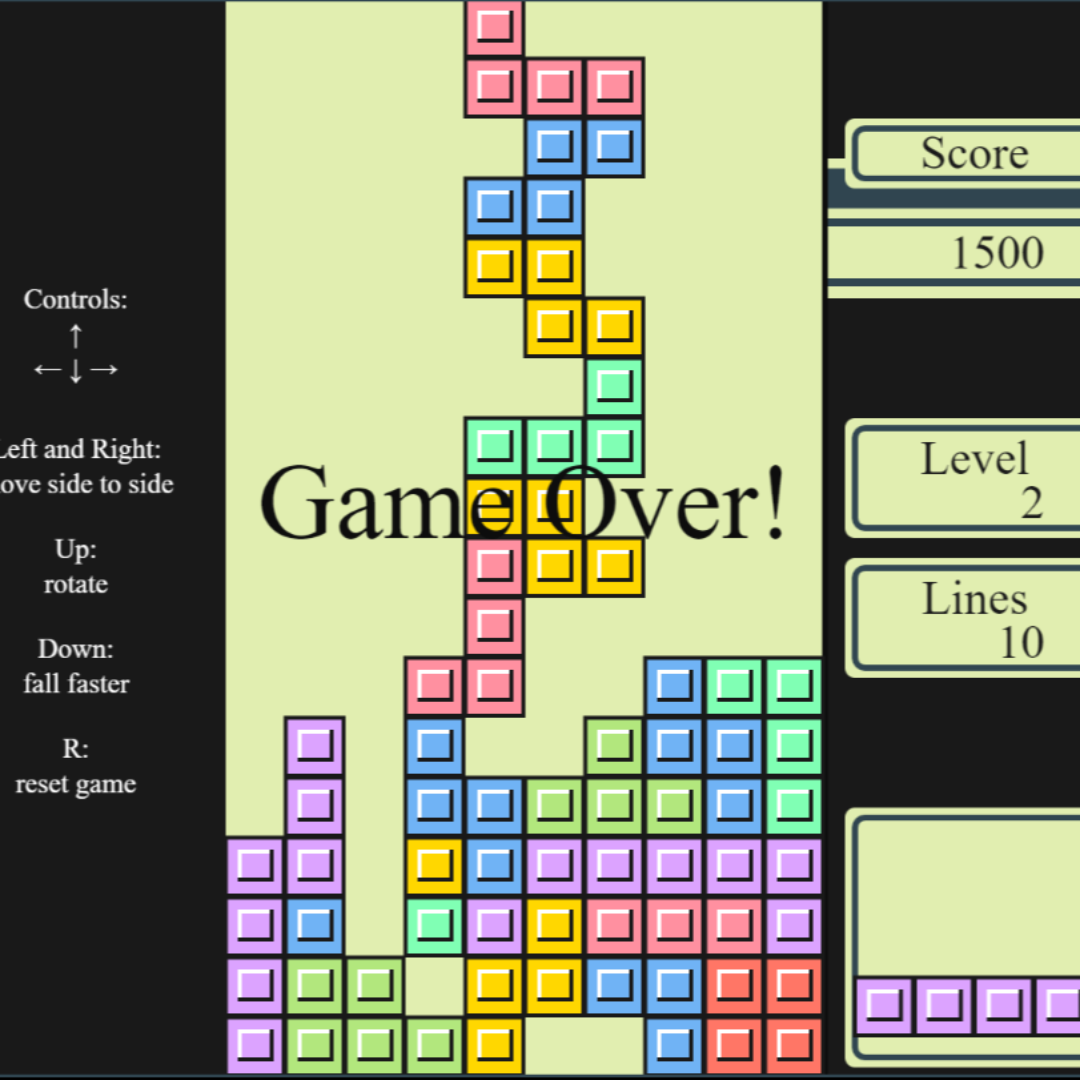 Controls:
↑
←↓→
Left and Right:
move side to side
Up:
rotate
Down:
fall faster
R:
reset game
Game Over!
Score
1500
Level
2
Lines
10